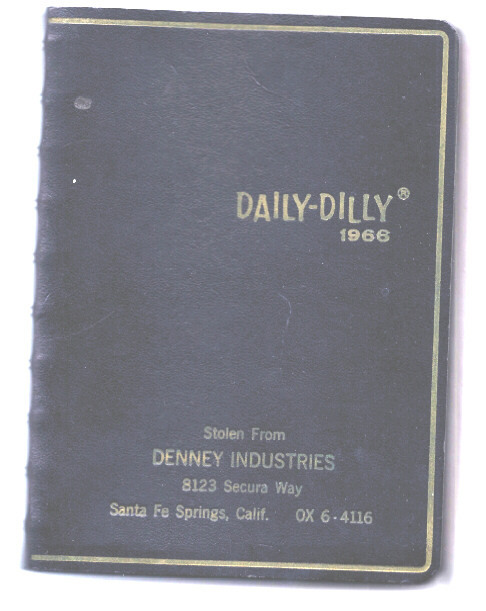 DAILY-DILLY®
1966
Stolen From
DENNEY INDUSTRIES
8123 Secura Way
Santa Fe Springs, Calif. OX 6-4116